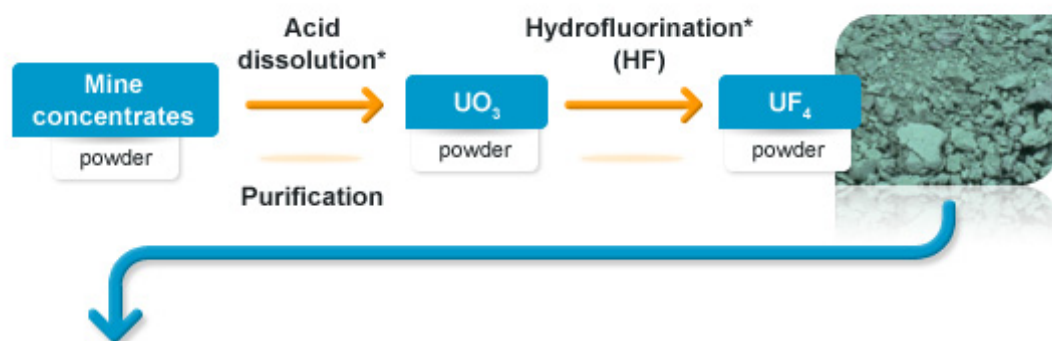 Acid
dissolution*
Hydrofluorination*
(HF)
Mine
concentrates
UO₃
UF₄
powder
powder
powder
Purification